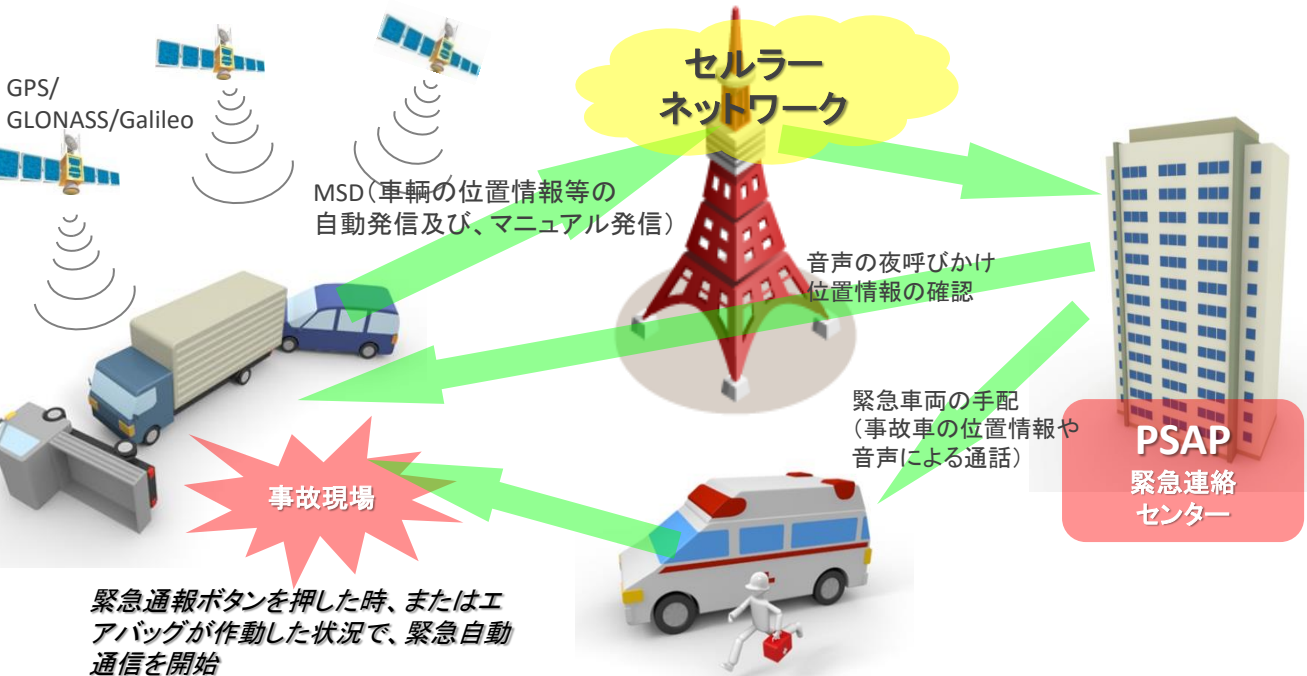 GPS/
GLONASS/Galileo
セルラー
ネットワーク
MSD（車輌の位置情報等の
自動発信及び、マニュアル発信）
音声の夜呼びかけ
位置情報の確認
緊急車両の手配
（事故車の位置情報や
音声による通話）
PSAP
緊急連絡
センター
事故現場
緊急通報ボタンを押した時、またはエ
アバッグが作動した状況で、緊急自動
通信を開始